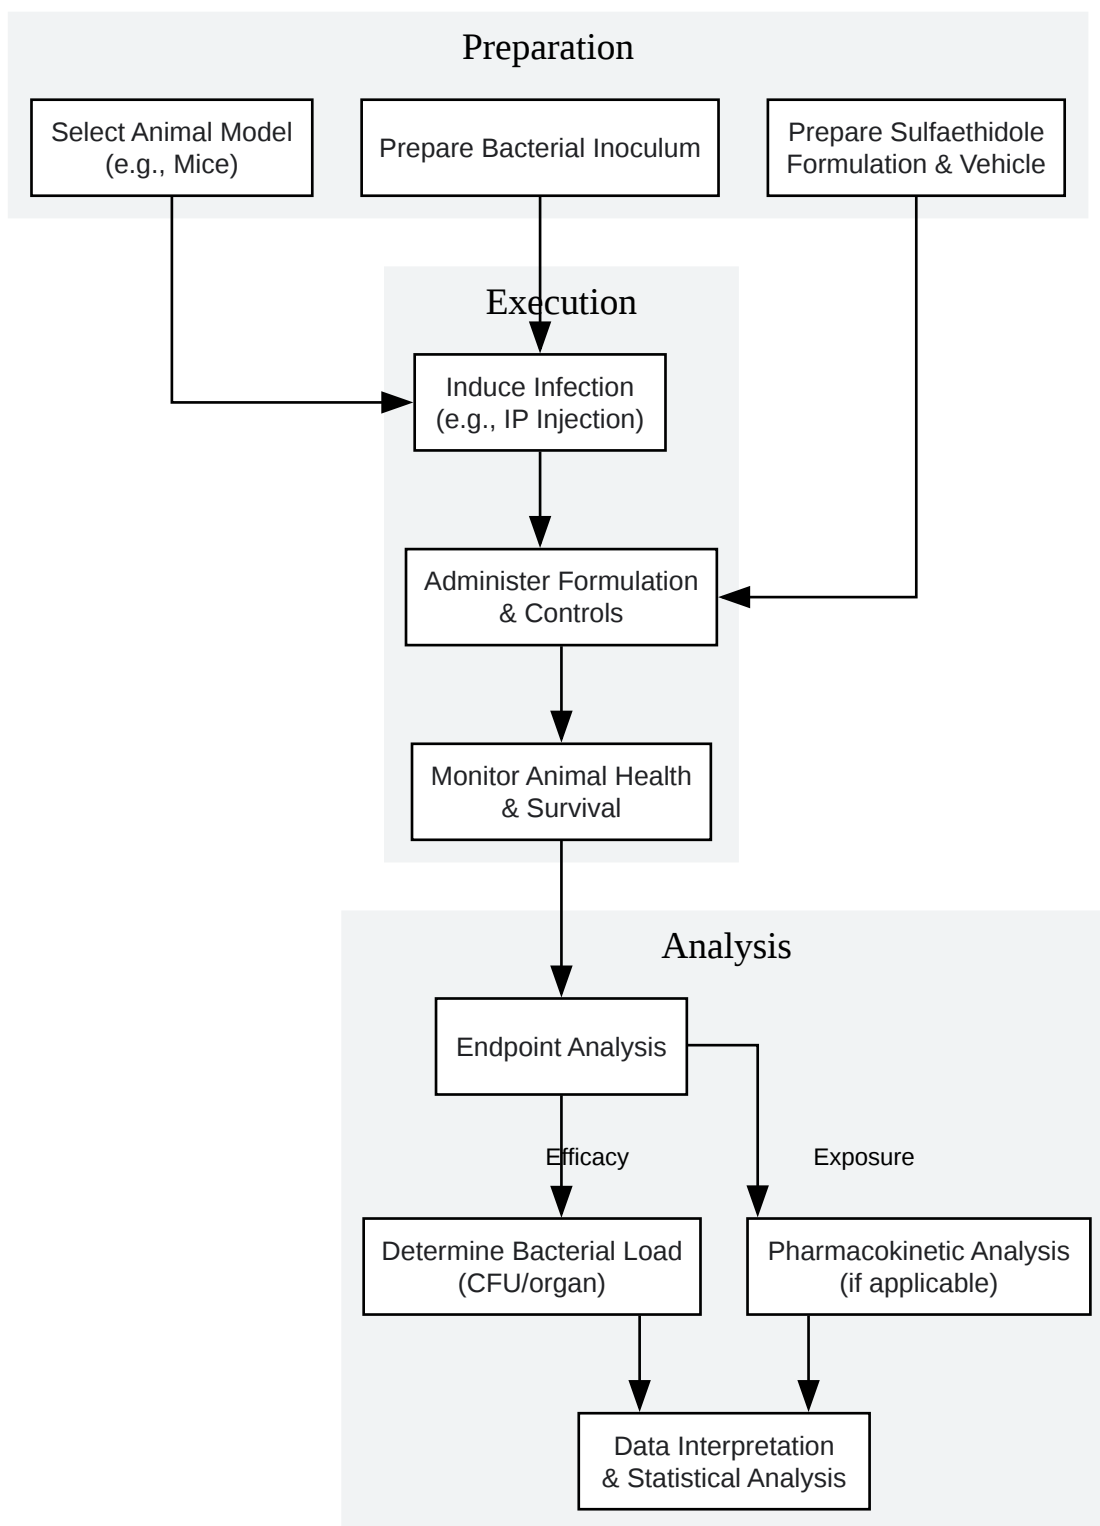 Preparation
Select Animal Model
(e.g., Mice)
Prepare Bacterial Inoculum
Prepare Sulfaethidole
Formulation & Vehicle
Execution
Induce Infection
(e.g., IP Injection)
Administer Formulation
& Controls
Monitor Animal Health
& Survival
Analysis
Endpoint Analysis
Efficacy
Exposure
Determine Bacterial Load
(CFU/organ)
Pharmacokinetic Analysis
(if applicable)
Data Interpretation
& Statistical Analysis